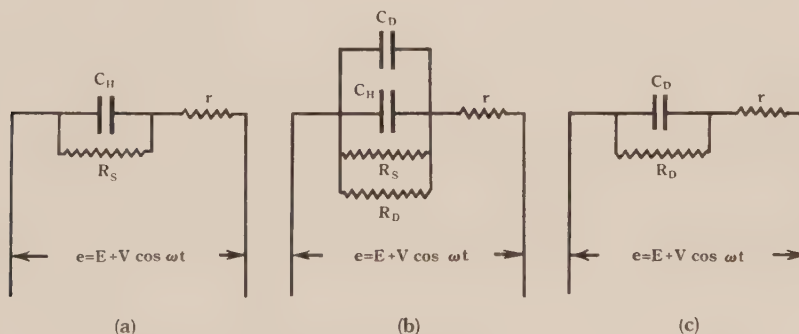 C_H
r
R_S
e=E+V cos ωt
(a)
C_D
C_H
r
R_S
R_D
e=E+V cos ωt
(b)
C_D
r
R_D
e=E+V cos ωt
(c)